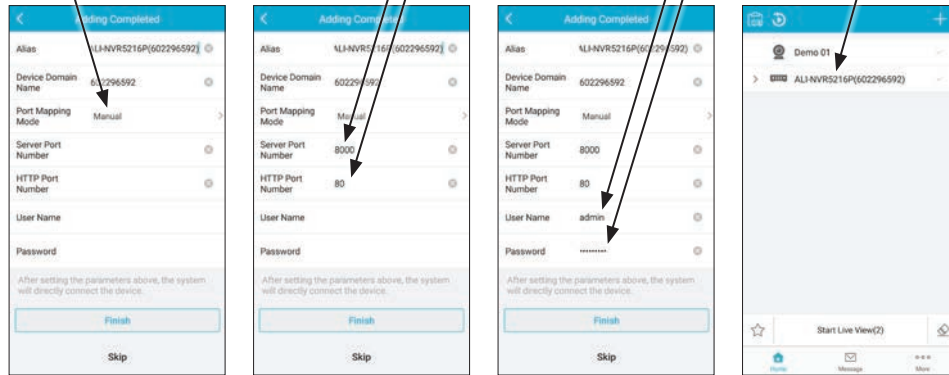 Adding Completed
Alias ALI-NVR5216P(602296592)
Device Domain
Name 602296592
Port Mapping
Mode Manual
Server Port
Number
HTTP Port
Number
User Name
Password
After setting the parameters above, the system
will directly connect the device.
Finish
Skip
Adding Completed
Alias ALI-NVR5216P(602296592)
Device Domain
Name 602296592
Port Mapping
Mode Manual
Server Port
Number 8000
HTTP Port
Number 80
User Name
Password
After setting the parameters above, the system
will directly connect the device.
Finish
Skip
Adding Completed
Alias ALI-NVR5216P(602296592)
Device Domain
Name 602296592
Port Mapping
Mode Manual
Server Port
Number 8000
HTTP Port
Number 80
User Name admin
Password ·········
After setting the parameters above, the system
will directly connect the device.
Finish
Skip
Demo 01
ALI-NVR5216P(602296592)
Start Live View(2)
Home Message More